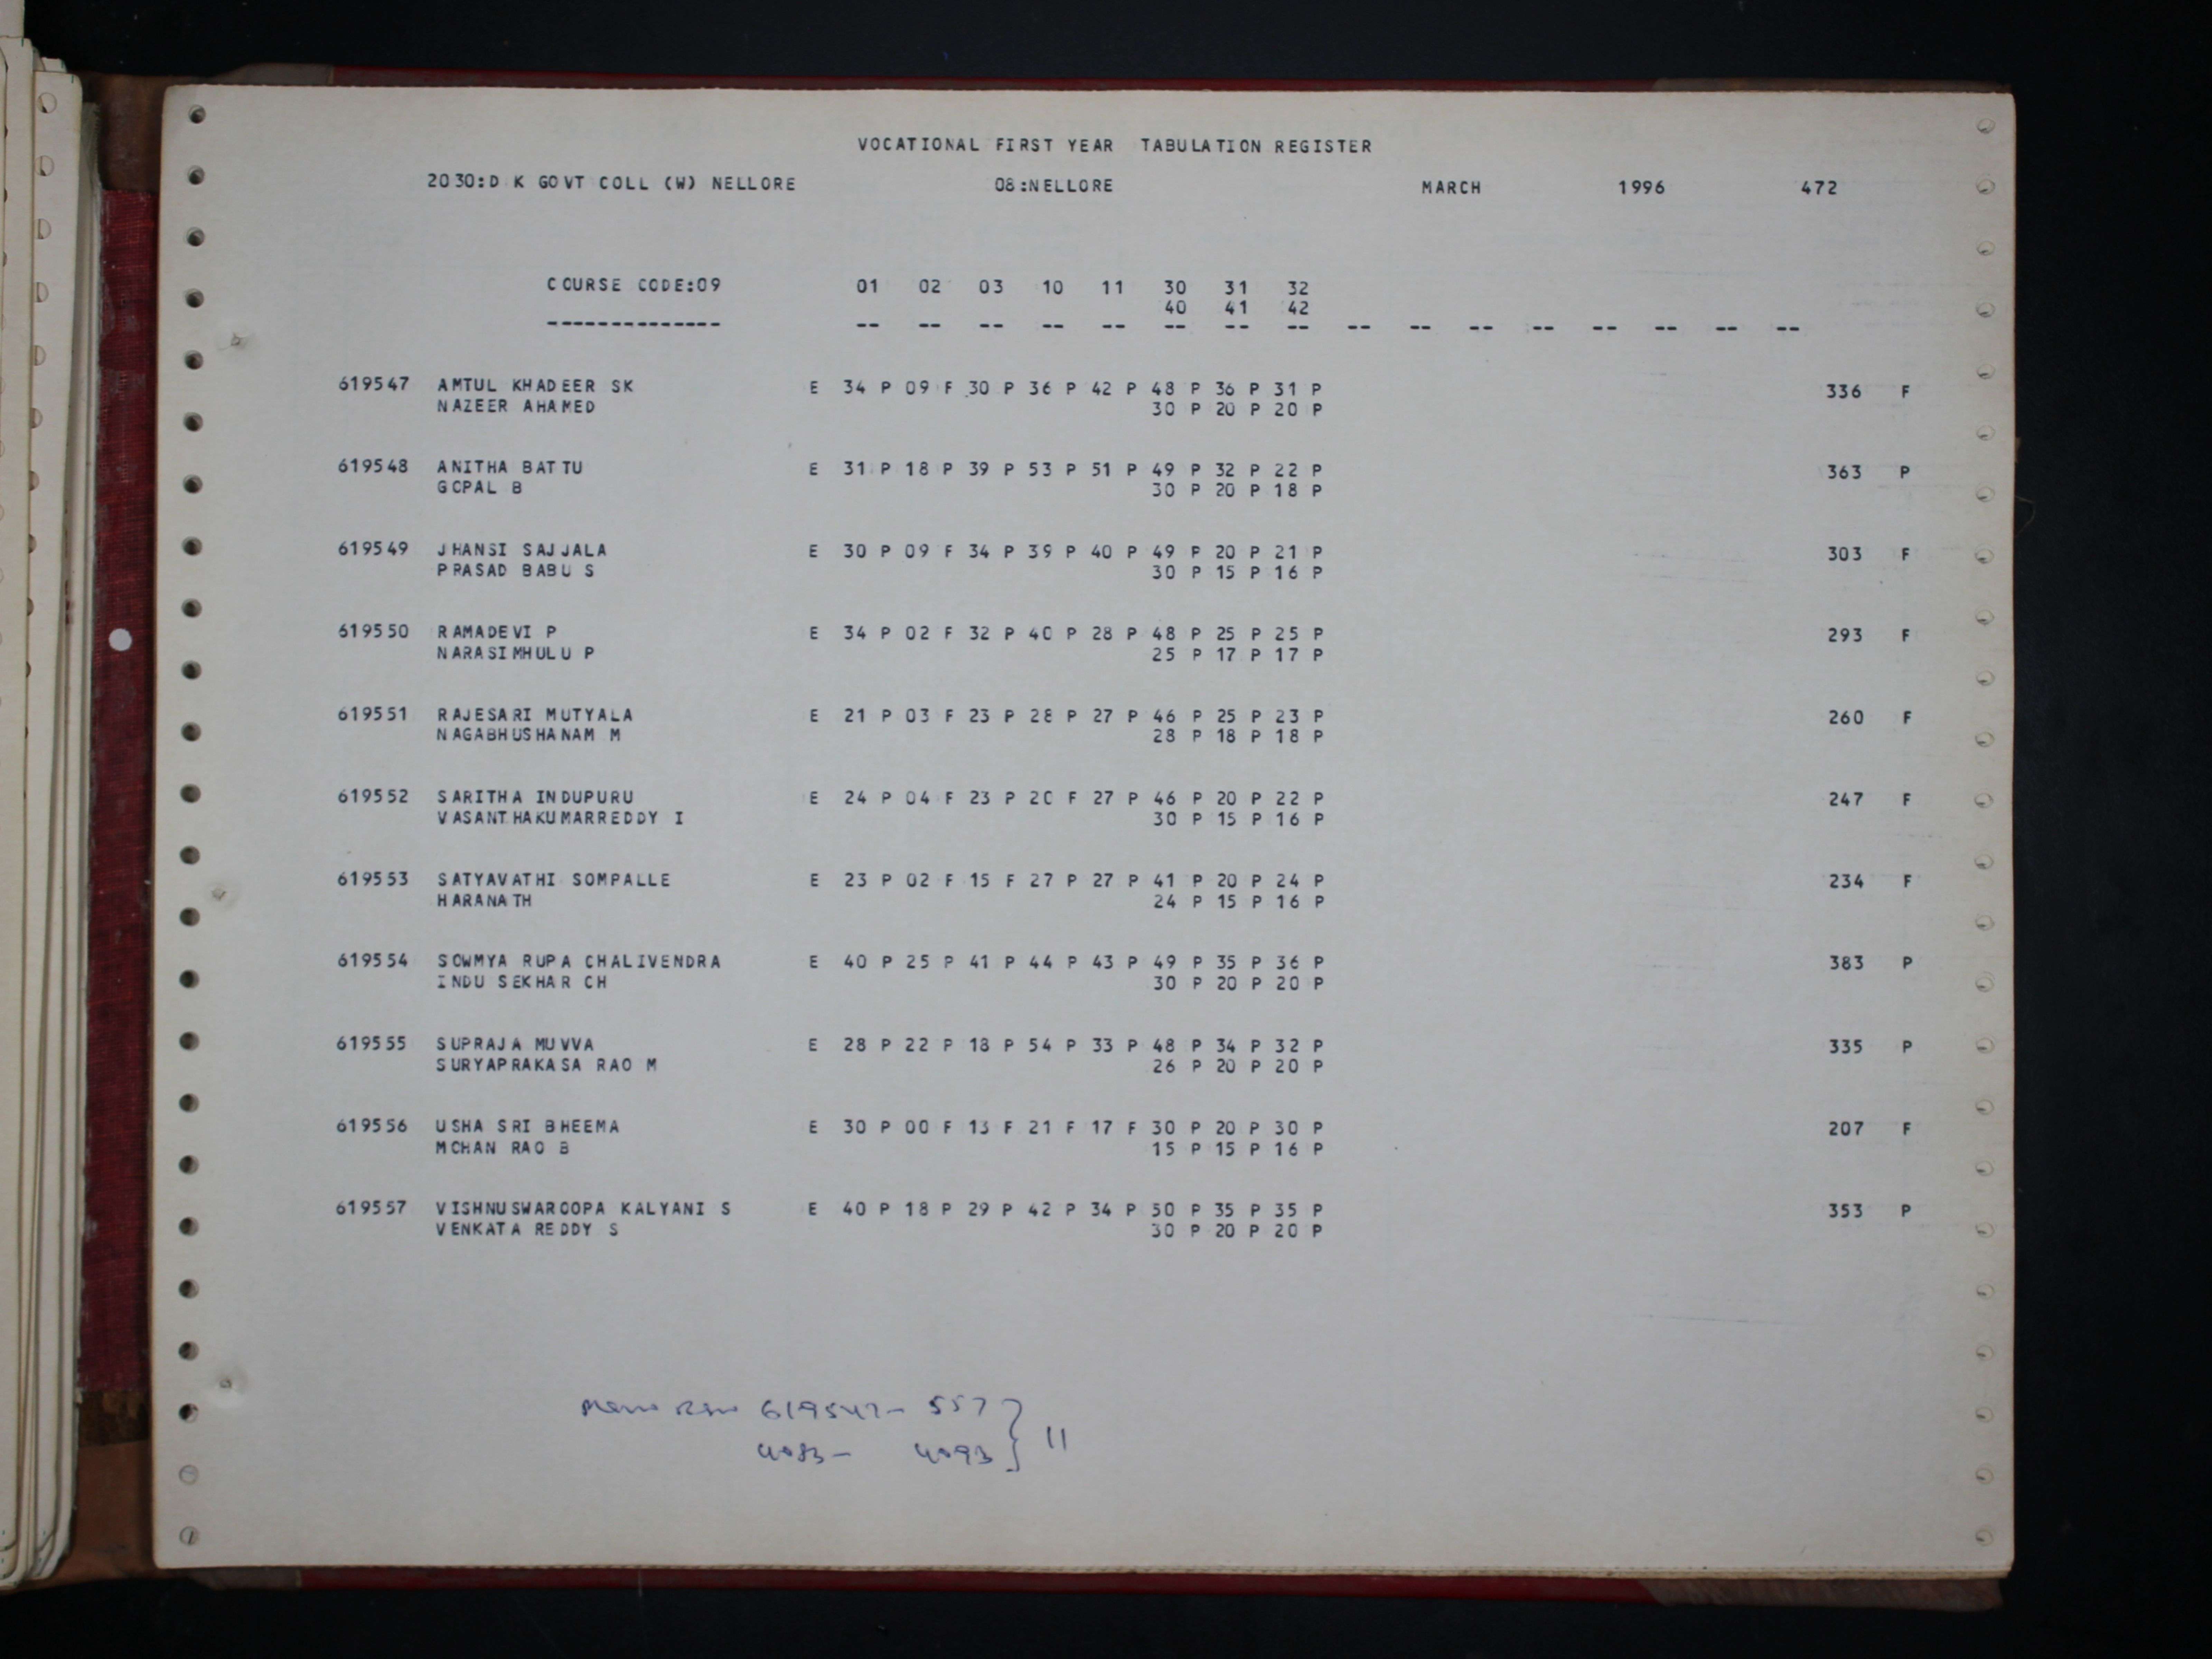 VOCATIONAL FIRST YEAR TABULATION REGISTER
2030:D K GOVT COLL (W) NELLORE 08:NELLORE MARCH 1996 472
COURSE CODE:09 01 02 03 10 11 30 31 32
40 41 42
-------------- -- -- -- -- -- -- -- -- -- -- -- -- -- -- -- --
619547 AMTUL KHADEER SK E 34 P 09 F 30 P 36 P 42 P 48 P 36 P 31 P 336 F
NAZEER AHAMED 30 P 20 P 20 P
619548 ANITHA BATTU E 31 P 18 P 39 P 53 P 51 P 49 P 32 P 22 P 363 P
GOPAL B 30 P 20 P 18 P
619549 JHANSI SAJJALA E 30 P 09 F 34 P 39 P 40 P 49 P 20 P 21 P 303 F
PRASAD BABU S 30 P 15 P 16 P
619550 RAMADEVI P E 34 P 02 F 32 P 40 P 28 P 48 P 25 P 25 P 293 F
NARASIMHULU P 25 P 17 P 17 P
619551 RAJESARI MUTYALA E 21 P 03 F 23 P 28 P 27 P 46 P 25 P 23 P 260 F
NAGABHUSHANAM M 28 P 18 P 18 P
619552 SARITHA INDUPURU E 24 P 04 F 23 P 20 F 27 P 46 P 20 P 22 P 247 F
VASANTHAKUMARREDDY I 30 P 15 P 16 P
619553 SATYAVATHI SOMPALLE E 23 P 02 F 15 F 27 P 27 P 41 P 20 P 24 P 234 F
HARANATH 24 P 15 P 16 P
619554 SOWMYA RUPA CHALIVENDRA E 40 P 25 P 41 P 44 P 43 P 49 P 35 P 36 P 383 P
INDU SEKHAR CH 30 P 20 P 20 P
619555 SUPRAJA MUVVA E 28 P 22 P 18 P 54 P 33 P 48 P 34 P 32 P 335 P
SURYAPRAKASA RAO M 26 P 20 P 20 P
619556 USHA SRI BHEEMA E 30 P 00 F 13 F 21 F 17 F 30 P 20 P 30 P 207 F
MOHAN RAO B 15 P 15 P 16 P
619557 VISHNUSWAROOPA KALYANI S E 40 P 18 P 29 P 42 P 34 P 50 P 35 P 35 P 353 P
VENKATA REDDY S 30 P 20 P 20 P
619547- 557
4083- 4093 } 11